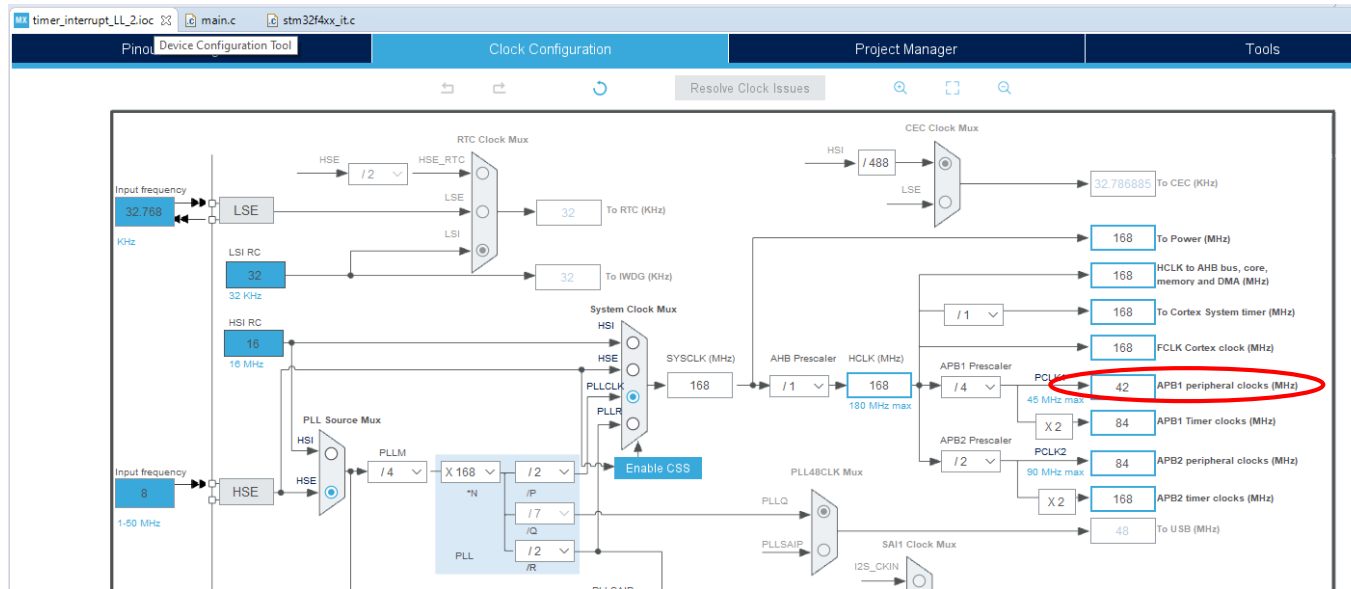 timer_interrupt_LL_2.ioc
main.c
stm32f4xx_it.c
Device Configuration Tool
Clock Configuration
Project Manager
Tools
Resolve Clock Issues
RTC Clock Mux
HSE
/ 2
HSE_RTC
LSE
LSI
32
To RTC (KHz)
32
To IWDG (KHz)
Input frequency
32.768
KHz
LSE
LSI RC
32
32 KHz
HSI RC
16
16 MHz
CEC Clock Mux
HSI
/ 488
LSE
32.786885
To CEC (KHz)
System Clock Mux
HSI
HSE
PLLCLK
PLLR
Enable CSS
SYSCLK (MHz)
168
AHB Prescaler
/ 1
HCLK (MHz)
168
180 MHz max
168
To Power (MHz)
168
HCLK to AHB bus, core,
memory and DMA (MHz)
/ 1
168
To Cortex System timer (MHz)
168
FCLK Cortex clock (MHz)
APB1 Prescaler
/ 4
45 MHz max
42
APB1 peripheral clocks (MHz)
X 2
84
APB1 Timer clocks (MHz)
APB2 Prescaler
/ 2
PCLK2
90 MHz max
84
APB2 peripheral clocks (MHz)
X 2
168
APB2 timer clocks (MHz)
PLL Source Mux
HSI
HSE
Input frequency
8
1-50 MHz
HSE
PLLM
/ 4
X 168
*N
/ 2
/P
/ 7
/Q
/ 2
/R
PLL
PLL48CLK Mux
PLLQ
PLLSAIP
48
To USB (MHz)
SAI1 Clock Mux
I2S_CKIN